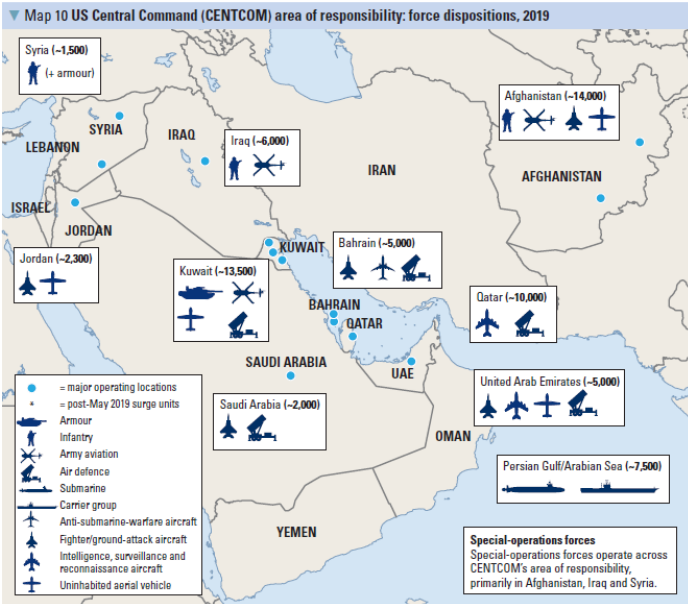 ▼ Map 10 US Central Command (CENTCOM) area of responsibility: force dispositions, 2019
Syria (~1,500)
(+ armour)
Afghanistan (~14,000)
SYRIA
IRAQ
LEBANON
Iraq (~6,000)
IRAN
AFGHANISTAN
ISRAEL
JORDAN
Jordan (~2,300)
KUWAIT
Bahrain (~5,000)
Kuwait (~13,500)
BAHRAIN
QATAR
Qatar (~10,000)
SAUDI ARABIA
UAE
United Arab Emirates (~5,000)
Saudi Arabia (~2,000)
OMAN
Persian Gulf/Arabian Sea (~7,500)
YEMEN
= major operating locations
* = post-May 2019 surge units
Armour
Infantry
Army aviation
Air defence
Submarine
Carrier group
Anti-submarine-warfare aircraft
Fighter/ground-attack aircraft
Intelligence, surveillance and
reconnaissance aircraft
Uninhabited aerial vehicle
Special-operations forces
Special-operations forces operate across
CENTCOM's area of responsibility,
primarily in Afghanistan, Iraq and Syria.